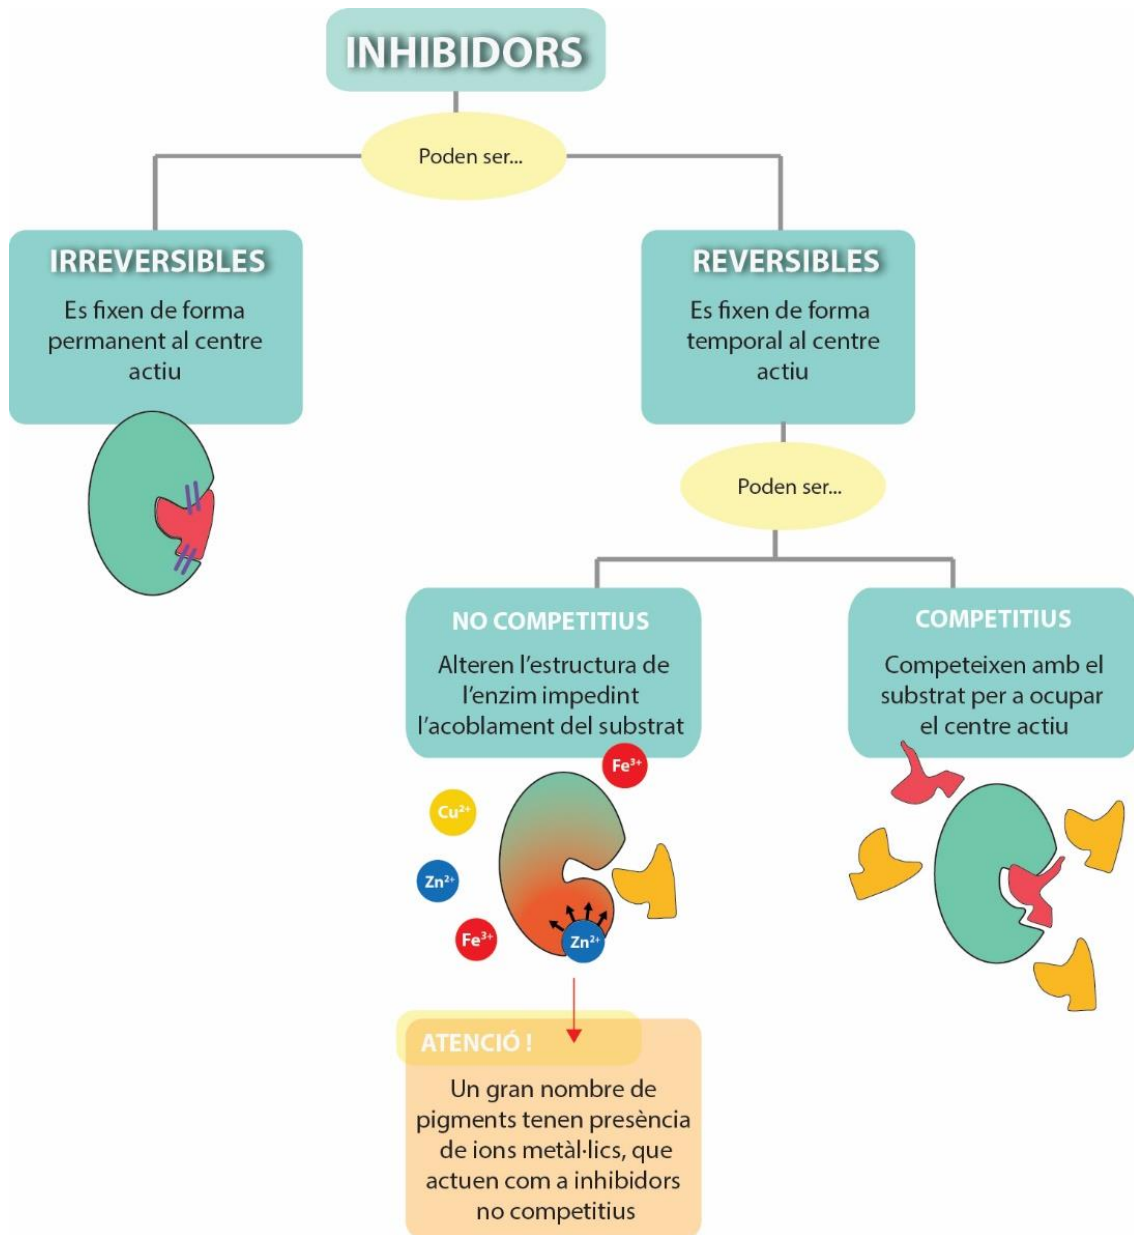 INHIBIDORS
Poden ser...
IRREVERSIBLES
Es fixen de forma
permanent al centre
actiu
REVERSIBLES
Es fixen de forma
temporal al centre
actiu
Poden ser...
NO COMPETITIUS
Alteren l'estructura de
l'enzim impedint
l'acoblament del substrat
COMPETITIUS
Competeixen amb el
substrat per a ocupar
el centre actiu
Fe³⁺
Cu²⁺
Zn²⁺
Fe³⁺
Zn²⁺
ATENCIÓ !
Un gran nombre de
pigments tenen presència
de ions metàl·lics, que
actuen com a inhibidors
no competitius